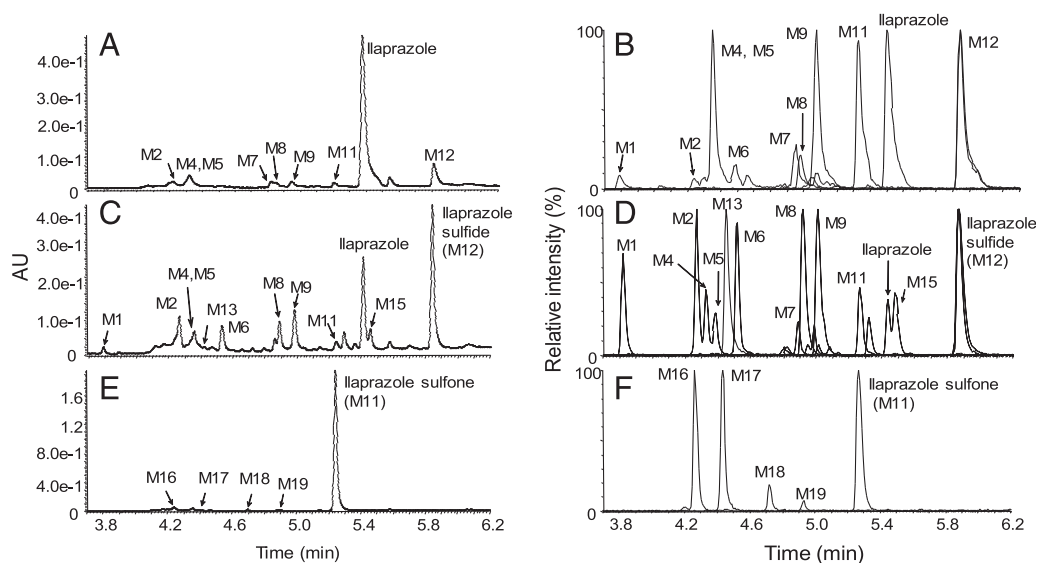 A
4.0e-1
3.0e-1
2.0e-1
1.0e-1
0
M2
M4,M5
M7
M8
M9
M11
Ilaprazole
M12
B
100
0
M1
M2
M4, M5
M6
M7
M8
M9
M11
Ilaprazole
M12
C
4.0e-1
3.0e-1
2.0e-1
1.0e-1
0
AU
M1
M2
M4,M5
M13
M6
M8
M9
M11
Ilaprazole
M15
Ilaprazole
sulfide
(M12)
D
100
0
Relative intensity (%)
M1
M4
M2
M13
M5
M6
M7
M8
M9
M11
Ilaprazole
M15
Ilaprazole
sulfide
(M12)
E
1.6
1.2
8.0e-1
4.0e-1
0
M16
M17
M18
M19
Ilaprazole sulfone
(M11)
3.8 4.2 4.6 5.0 5.4 5.8 6.2
Time (min)
F
100
0
M16
M17
M18
M19
Ilaprazole sulfone
(M11)
3.8 4.2 4.6 5.0 5.4 5.8 6.2
Time (min)